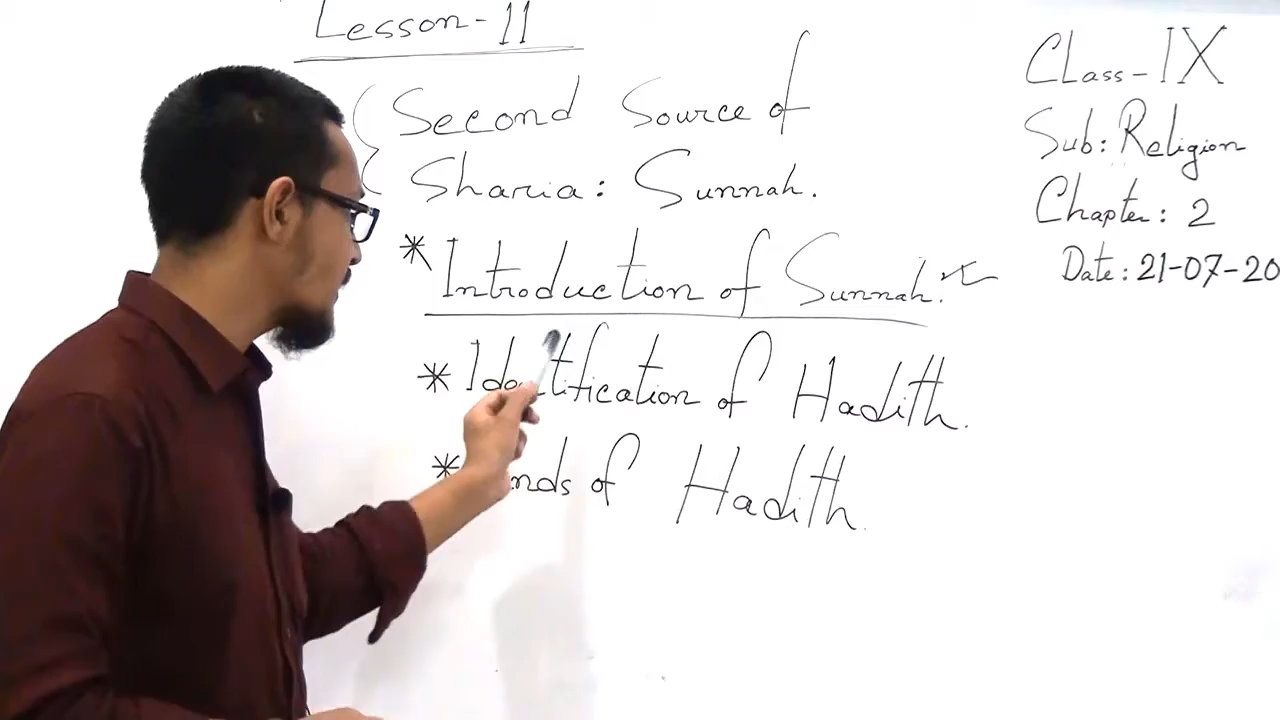 Lesson-11
Second Source of
Sharia: Sunnah.
* Introduction of Sunnah.
* Identification of Hadith.
* of Hadith.
Class-IX
Sub: Religion
Chapter: 2
Date: 21-07-20